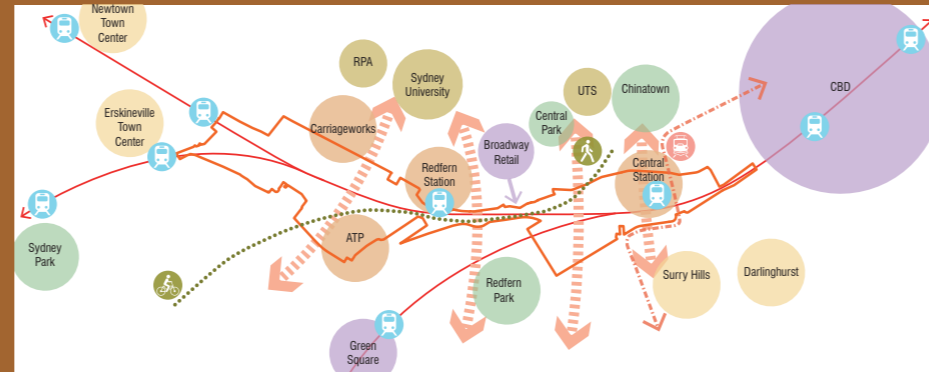 Newtown
Town
Center
RPA
Sydney
University
UTS
Chinatown
CBD
Erskineville
Town
Center
Carriageworks
Central
Park
Broadway
Retail
Redfern
Station
Central
Station
Sydney
Park
ATP
Redfern
Park
Surry Hills
Darlinghurst
Green
Square